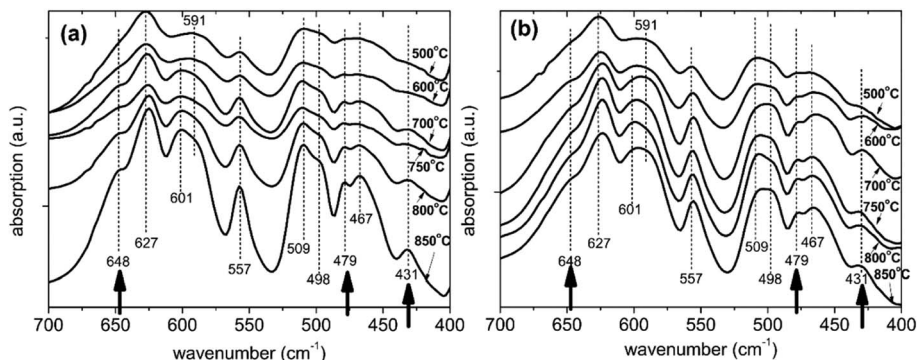 (a)
591
500°C
600°C
700°C
750°C
800°C
850°C
601
467
627
509
557
479
431
648
498
absorption (a.u.)
700 650 600 550 500 450 400
wavenumber (cm⁻¹)
(b)
591
500°C
600°C
700°C
750°C
800°C
850°C
601
627
509
467
648
557
498
479
431
absorption (a.u.)
700 650 600 550 500 450 400
wavenumber (cm⁻¹)